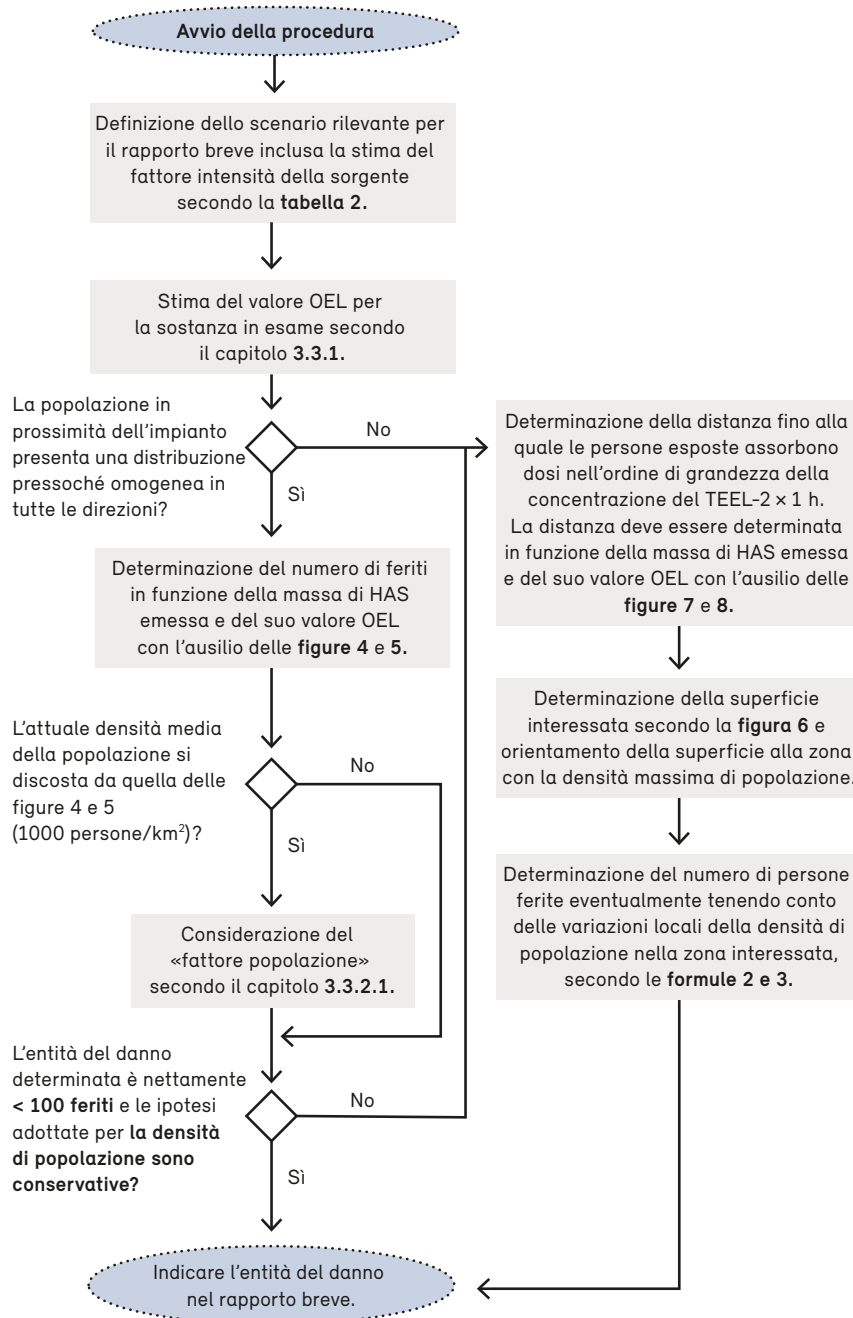 Avvio della procedura
Definizione dello scenario rilevante per
il rapporto breve inclusa la stima del
fattore intensità della sorgente
secondo la tabella 2.
Stima del valore OEL per
la sostanza in esame secondo
il capitolo 3.3.1.
La popolazione in
prossimità dell’impianto
presenta una distribuzione
pressoché omogenea in
tutte le direzioni?
No
Sì
Determinazione del numero di feriti
in funzione della massa di HAS
emessa e del suo valore OEL
con l’ausilio delle figure 4 e 5.
L’attuale densità media
della popolazione si
discosta da quella delle
figure 4 e 5
(1000 persone/km²)?
No
Sì
Considerazione del
«fattore popolazione»
secondo il capitolo 3.3.2.1.
L’entità del danno
determinata è nettamente
< 100 feriti e le ipotesi
adottate per la densità
di popolazione sono
conservative?
No
Sì
Determinazione della distanza fino alla
quale le persone esposte assorbono
dosi nell’ordine di grandezza della
concentrazione del TEEL-2 × 1 h.
La distanza deve essere determinata
in funzione della massa di HAS emessa
e del suo valore OEL con l’ausilio delle
figure 7 e 8.
Determinazione della superficie
interessata secondo la figura 6 e
orientamento della superficie alla zona
con la densità massima di popolazione.
Determinazione del numero di persone
ferite eventualmente tenendo conto
delle variazioni locali della densità di
popolazione nella zona interessata,
secondo le formule 2 e 3.
Indicare l’entità del danno
nel rapporto breve.